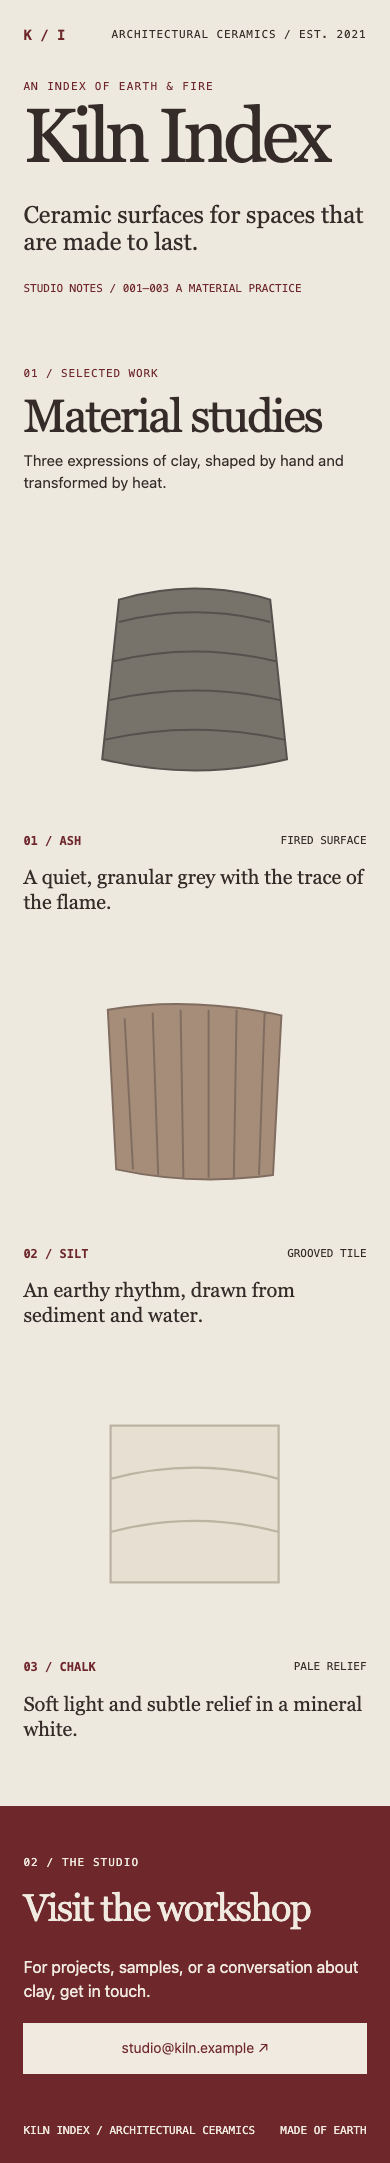 K / I
ARCHITECTURAL CERAMICS / EST. 2021
AN INDEX OF EARTH & FIRE
Kiln Index
Ceramic surfaces for spaces that
are made to last.
STUDIO NOTES / 001—003 A MATERIAL PRACTICE
01 / SELECTED WORK
Material studies
Three expressions of clay, shaped by hand and
transformed by heat.
01 / ASH
FIRED SURFACE
A quiet, granular grey with the trace of
the flame.
02 / SILT
GROOVED TILE
An earthy rhythm, drawn from
sediment and water.
03 / CHALK
PALE RELIEF
Soft light and subtle relief in a mineral
white.
02 / THE STUDIO
Visit the workshop
For projects, samples, or a conversation about
clay, get in touch.
studio@kiln.example ↗
KILN INDEX / ARCHITECTURAL CERAMICS
MADE OF EARTH